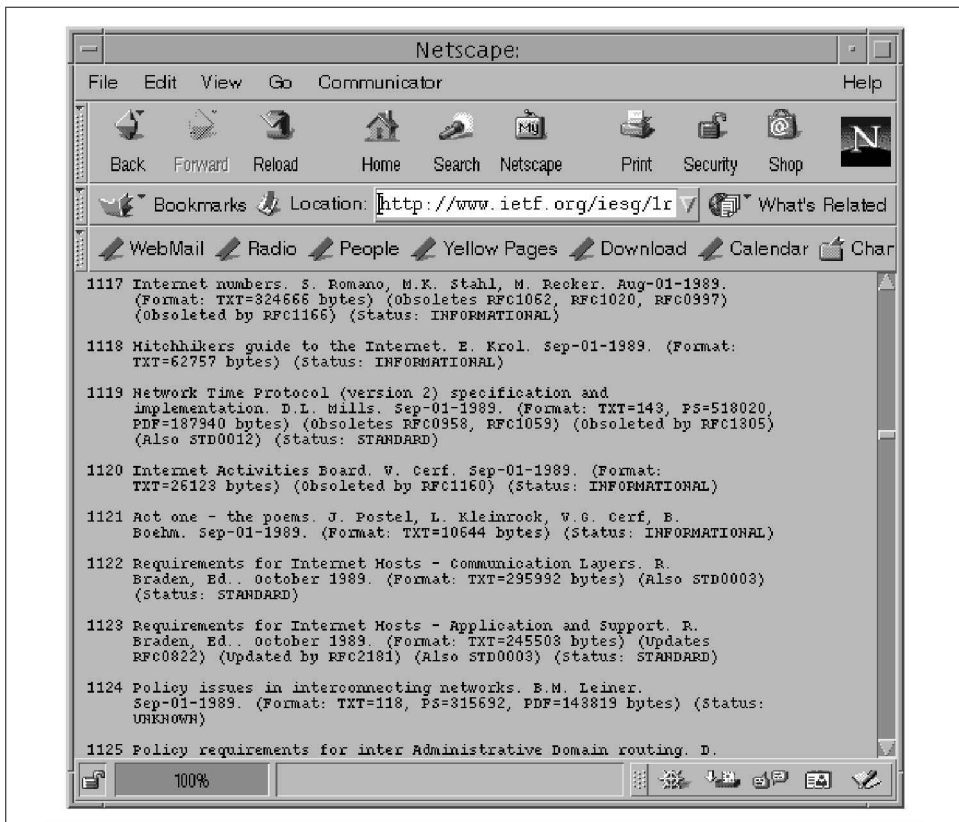 Netscape:
File Edit View Go Communicator Help
Back Forward Reload Home Search Netscape Print Security Shop
My
N
Bookmarks Location: http://www.ietf.org/iesg/1r What's Related
WebMail Radio People Yellow Pages Download Calendar Char
1117 Internet numbers. S. Romano, M.K. Stahl, M. Recker. Aug-01-1989.
(Format: TXT=324666 bytes) (Obsoletes RFC1062, RFC1020, RFC0997)
(Obsoleted by RFC1166) (Status: INFORMATIONAL)
1118 Hitchhikers guide to the Internet. E. Krol. Sep-01-1989. (Format:
TXT=62757 bytes) (Status: INFORMATIONAL)
1119 Network Time Protocol (version 2) specification and
implementation. D.L. Mills. Sep-01-1989. (Format: TXT=143, PS=518020,
PDF=187940 bytes) (Obsoletes RFC0958, RFC1059) (Obsoleted by RFC1305)
(Also STD0012) (Status: STANDARD)
1120 Internet Activities Board. V. Cerf. Sep-01-1989. (Format:
TXT=26123 bytes) (Obsoleted by RFC1160) (Status: INFORMATIONAL)
1121 Act one - the poems. J. Postel, L. Kleinrock, V.G. Cerf, B.
Boehm. Sep-01-1989. (Format: TXT=10644 bytes) (Status: INFORMATIONAL)
1122 Requirements for Internet Hosts - Communication Layers. R.
Braden, Ed.. October 1989. (Format: TXT=295992 bytes) (Also STD0003)
(Status: STANDARD)
1123 Requirements for Internet Hosts - Application and Support. R.
Braden, Ed.. October 1989. (Format: TXT=245503 bytes) (Updates
RFC0822) (Updated by RFC2181) (Also STD0003) (Status: STANDARD)
1124 Policy issues in interconnecting networks. B.M. Leiner.
Sep-01-1989. (Format: TXT=118, PS=315692, PDF=143819 bytes) (Status:
UNKNOWN)
1125 Policy requirements for inter Administrative Domain routing. D.
100%